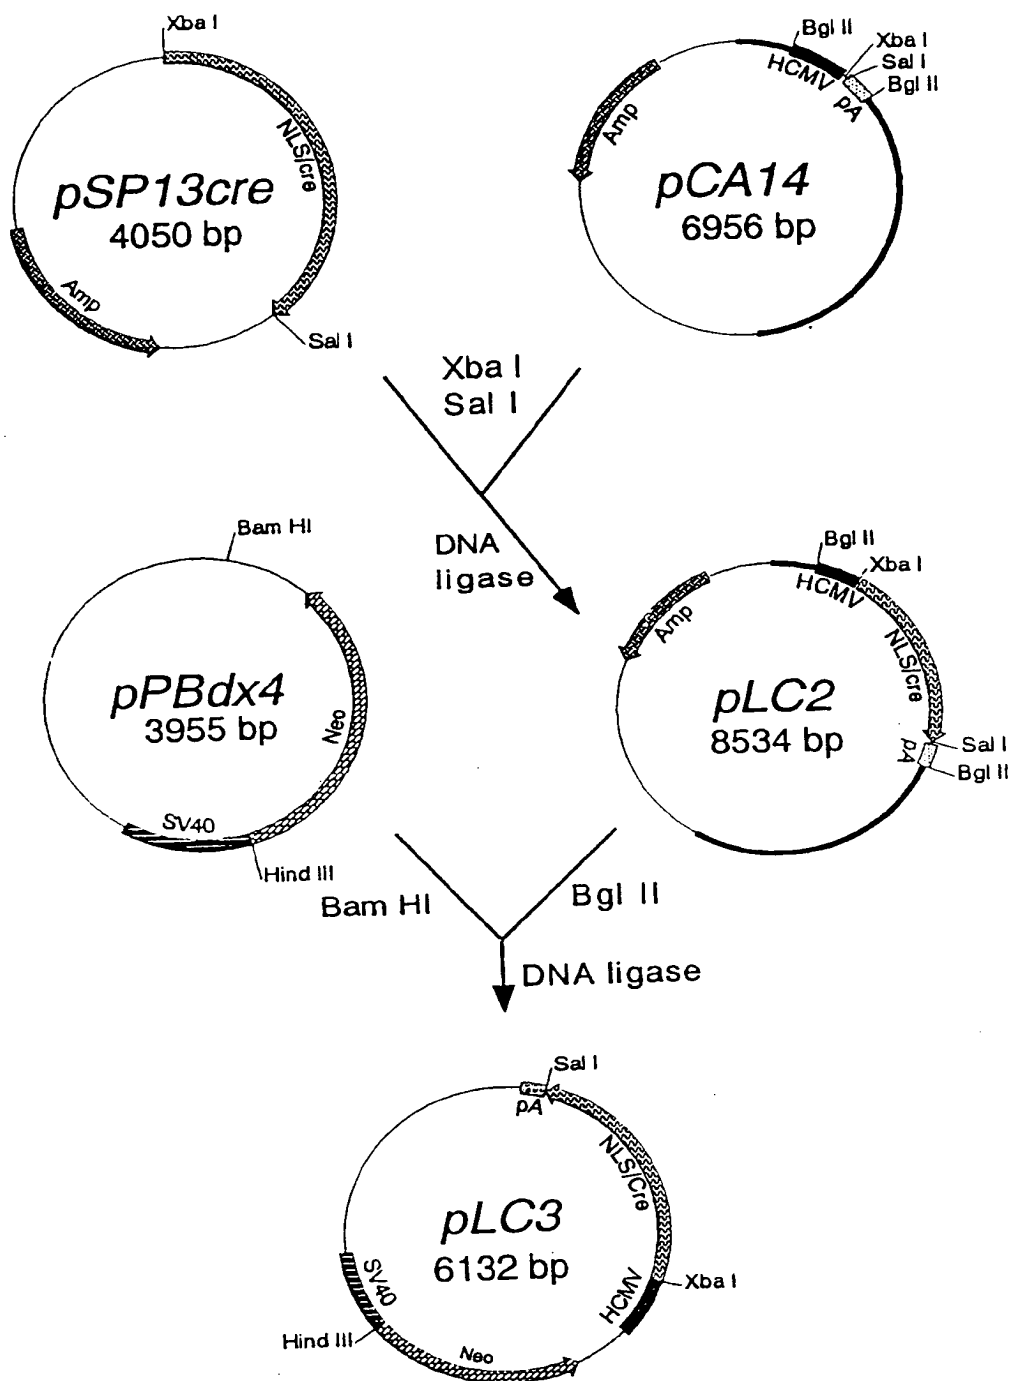 Xba I
NLS/cre
pSP13cre
4050 bp
Amp
Sal I
Bgl II
Xba I
Sal I
Bgl II
HCMV
pA
Amp
pCA14
6956 bp
Xba I
Sal I
DNA
ligase
Bam HI
pPBdx4
3955 bp
Neo
SV40
Hind III
Bgl II
Xba I
HCMV
Amp
NLS/cre
pLC2
8534 bp
Sal I
pA
Bgl II
Bam HI
Bgl II
DNA ligase
Sal I
pA
NLS/Cre
pLC3
6132 bp
SV40
HCMV
Xba I
Hind III
Neo